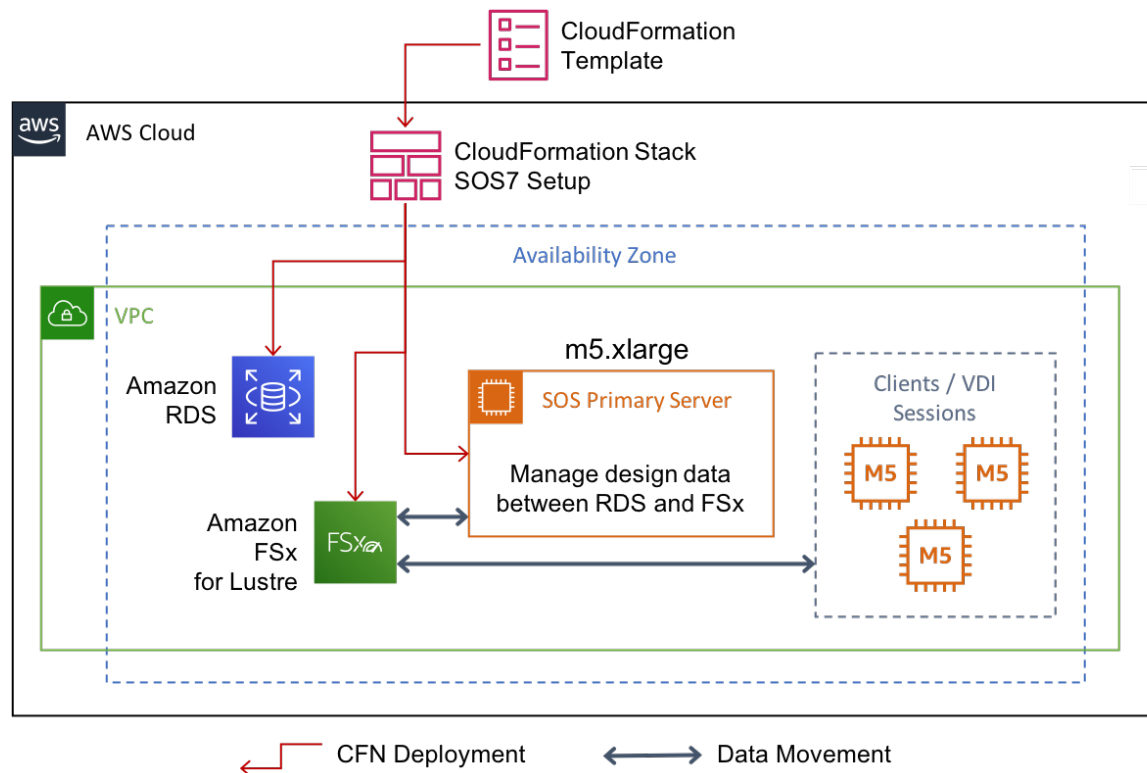 CloudFormation
Template
aws
AWS Cloud
CloudFormation Stack
SOS7 Setup
Availability Zone
VPC
m5.xlarge
Amazon
RDS
SOS Primary Server
Manage design data
between RDS and FSx
Clients / VDI
Sessions
M5
M5
M5
Amazon
FSx
for Lustre
FSx
CFN Deployment
Data Movement